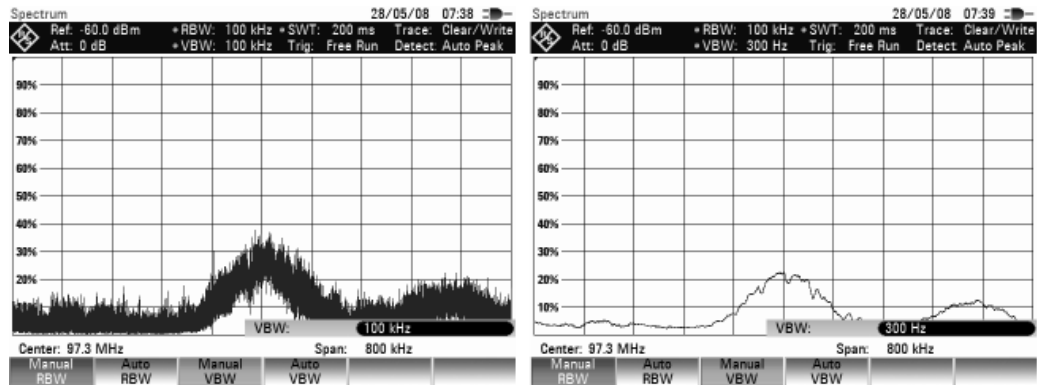 Spectrum 28/05/08 07:38
Ref: -60.0 dBm • RBW: 100 kHz • SWT: 200 ms Trace: Clear/Write
Att: 0 dB • VBW: 100 kHz Trig: Free Run Detect: Auto Peak
90%
80%
70%
60%
50%
40%
30%
20%
10%
VBW: 100 kHz
Center: 97.3 MHz Span: 800 kHz
Manual RBW Auto RBW Manual VBW Auto VBW
Spectrum 28/05/08 07:39
Ref: -60.0 dBm • RBW: 100 kHz • SWT: 200 ms Trace: Clear/Write
Att: 0 dB • VBW: 300 Hz Trig: Free Run Detect: Auto Peak
90%
80%
70%
60%
50%
40%
30%
20%
10%
VBW: 300 Hz
Center: 97.3 MHz Span: 800 kHz
Manual RBW Auto RBW Manual VBW Auto VBW